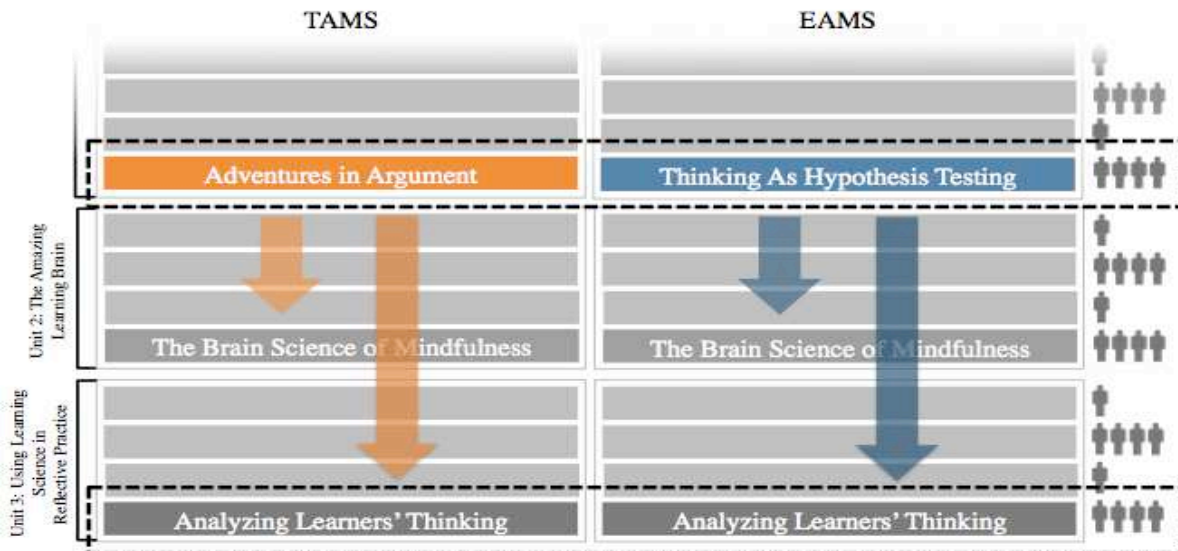 TAMS
EAMS
Adventures in Argument
Thinking As Hypothesis Testing
Unit 2: The Amazing
Learning Brain
The Brain Science of Mindfulness
The Brain Science of Mindfulness
Unit 3: Using Learning
Science in
Reflective Practice
Analyzing Learners' Thinking
Analyzing Learners' Thinking